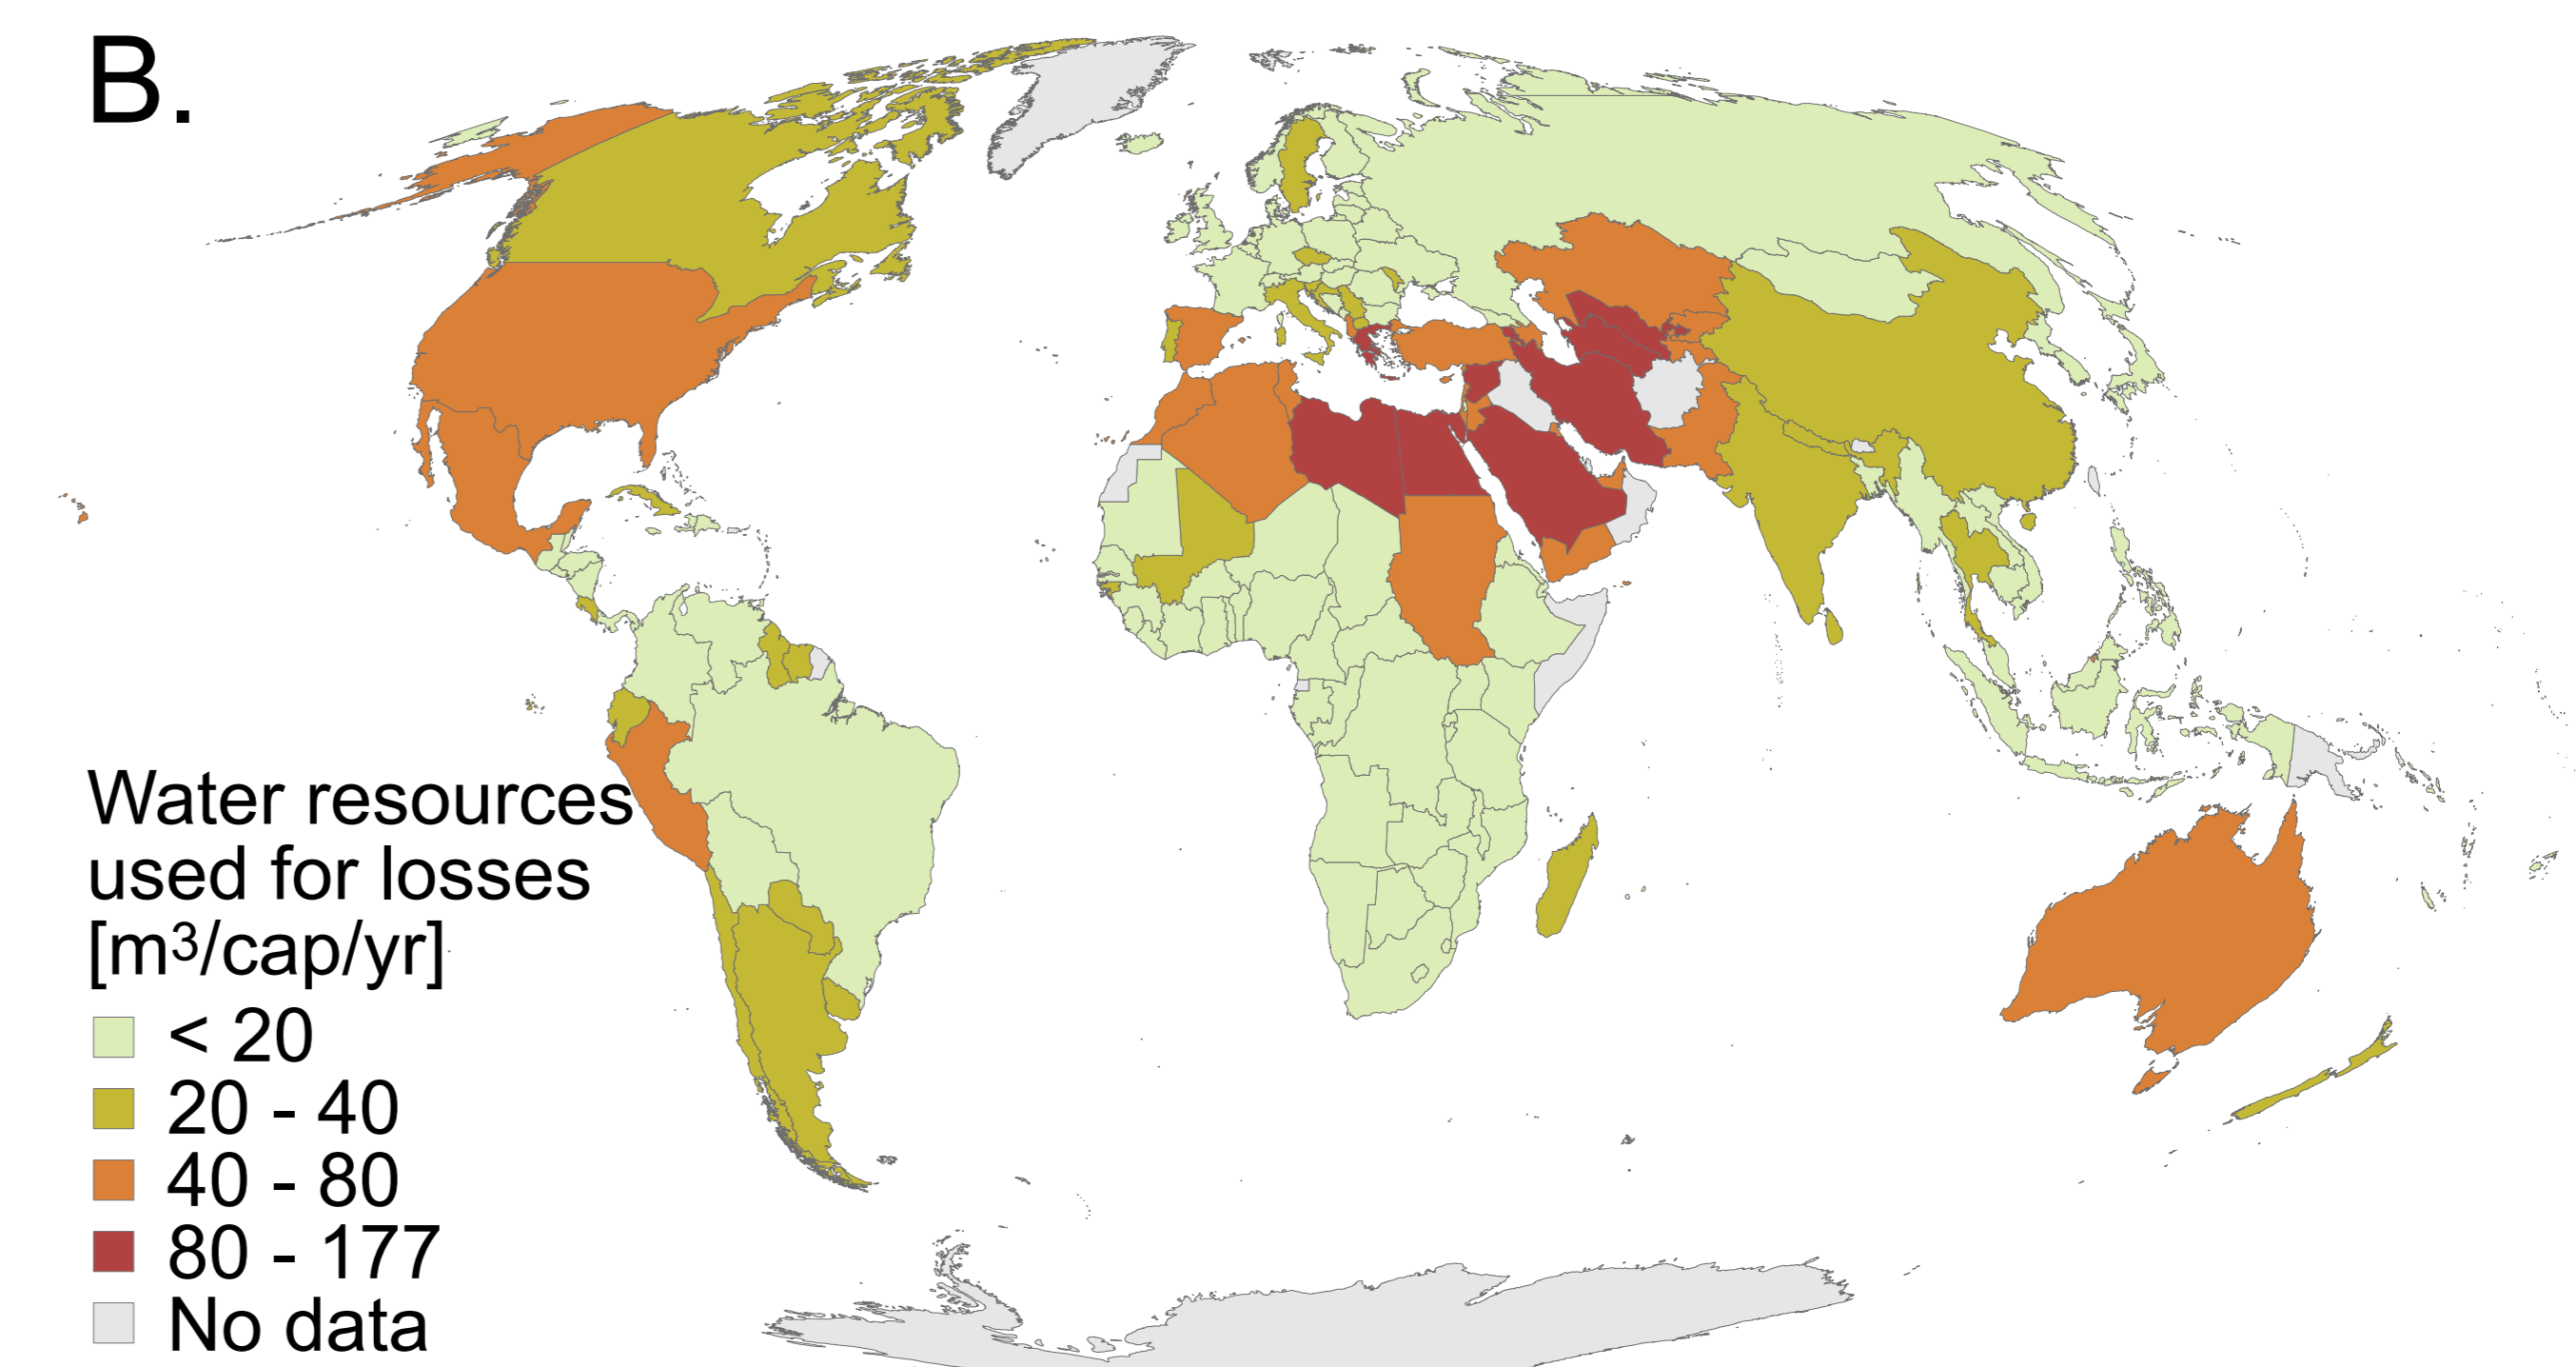 B.
Water resources
used for losses
[m3/cap/yr]
< 20
20 - 40
40 - 80
80 - 177
No data